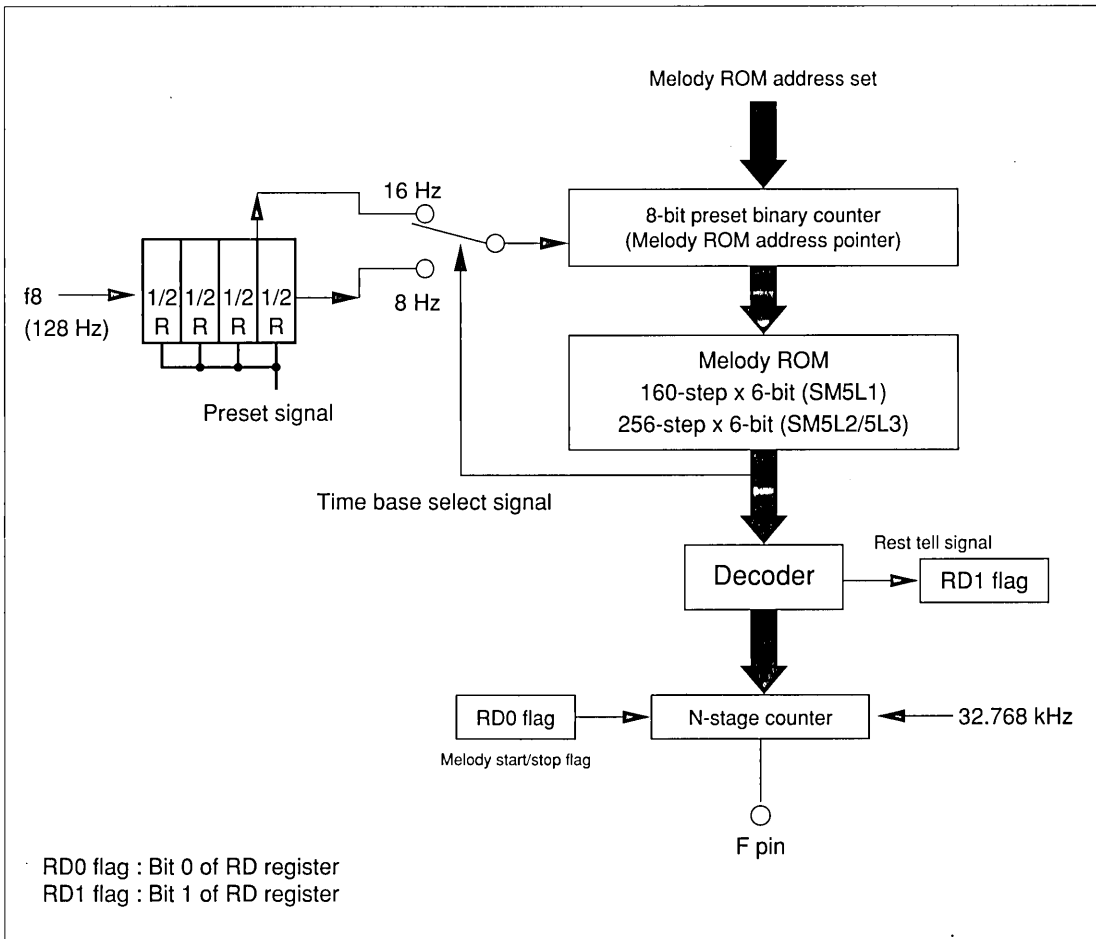 Melody ROM address set
16 Hz
8-bit preset binary counter
(Melody ROM address pointer)
f8
(128 Hz)
1/2 1/2 1/2 1/2
R R R R
8 Hz
Preset signal
Melody ROM
160-step x 6-bit (SM5L1)
256-step x 6-bit (SM5L2/5L3)
Time base select signal
Decoder
Rest tell signal
RD1 flag
RD0 flag
Melody start/stop flag
N-stage counter
32.768 kHz
F pin
RD0 flag : Bit 0 of RD register
RD1 flag : Bit 1 of RD register